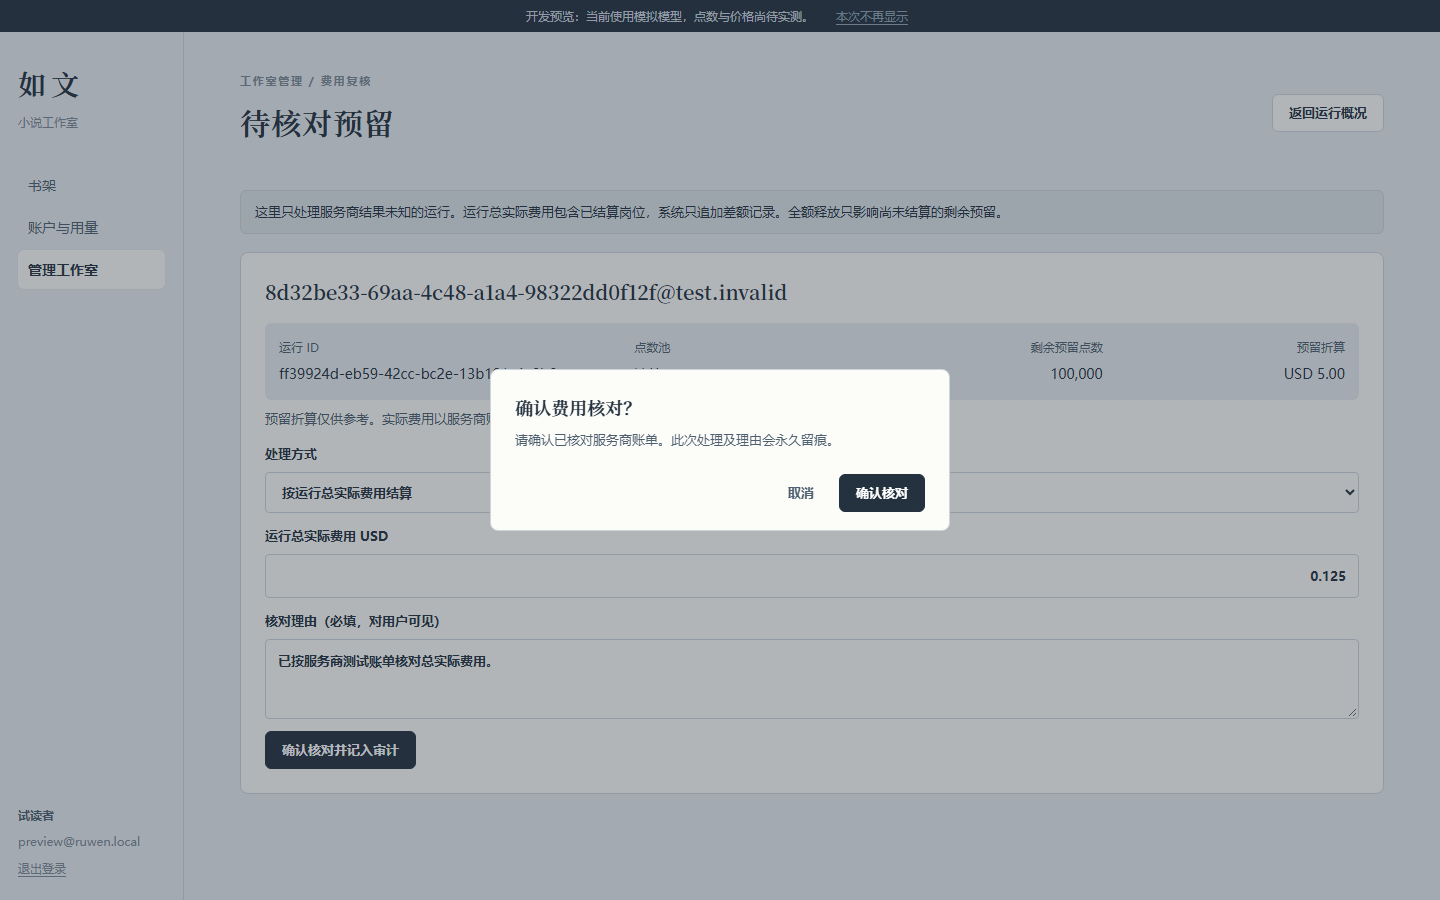 开发预览：当前使用模拟模型，点数与价格尚待实测。 本次不再显示
如文
小说工作室
书架
账户与用量
管理工作室
试读者
preview@ruwen.local
退出登录
工作室管理 / 费用复核
待核对预留
返回运行概况
这里只处理服务商结果未知的运行。运行总实际费用包含已结算岗位，系统只追加差额记录。全额释放只影响尚未结算的剩余预留。
8d32be33-69aa-4c48-a1a4-98322dd0f12f@test.invalid
运行 ID 点数池 剩余预留点数 预留折算
ff39924d-eb59-42cc-bc2e-13b1 100,000 USD 5.00
预留折算仅供参考。实际费用以服务商
处理方式
按运行总实际费用结算
运行总实际费用 USD
0.125
核对理由（必填，对用户可见）
已按服务商测试账单核对总实际费用。
确认核对并记入审计
确认费用核对？
请确认已核对服务商账单。此次处理及理由会永久留痕。
取消 确认核对